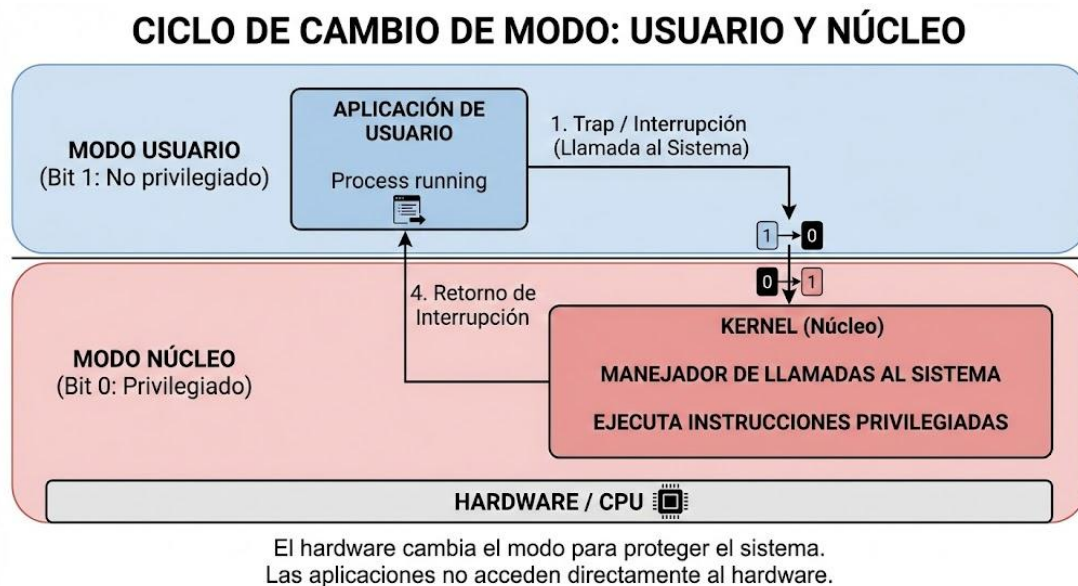 CICLO DE CAMBIO DE MODO: USUARIO Y NÚCLEO
MODO USUARIO
(Bit 1: No privilegiado)
APLICACIÓN DE
USUARIO
Process running
1. Trap / Interrupción
(Llamada al Sistema)
1 0
0 1
4. Retorno de
Interrupción
MODO NÚCLEO
(Bit 0: Privilegiado)
KERNEL (Núcleo)
MANEJADOR DE LLAMADAS AL SISTEMA
EJECUTA INSTRUCCIONES PRIVILEGIADAS
HARDWARE / CPU
El hardware cambia el modo para proteger el sistema.
Las aplicaciones no acceden directamente al hardware.